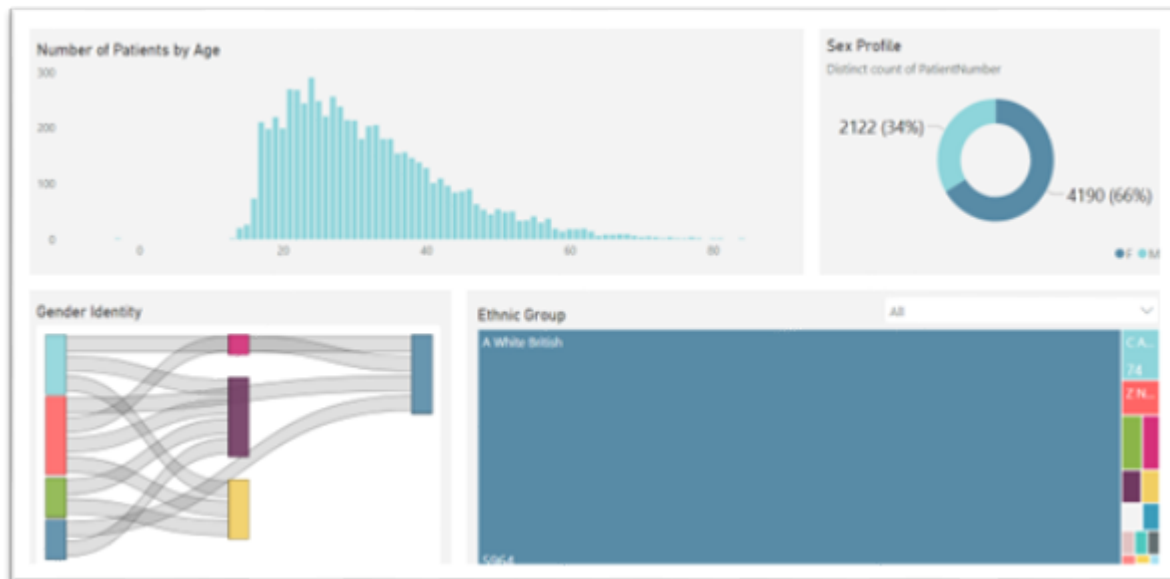 Number of Patients by Age
300
200
100
0
0 20 40 60 80
Sex Profile
Distinct count of PatientNumber
2122 (34%)
4190 (66%)
F M
Gender Identity
Ethnic Group
All
A White British
C A...
74
Z N...
5964